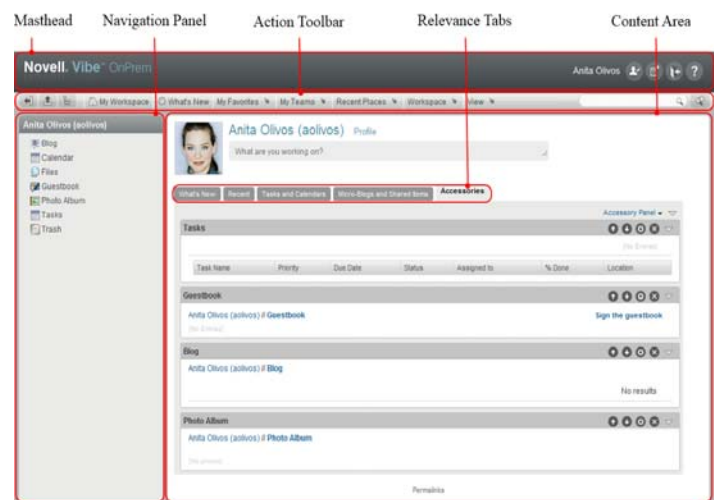 Masthead Navigation Panel Action Toolbar Relevance Tabs Content Area
Novell. Vibe OnPrem
Anita Olivos ?
My Workspace What's New My Favorites My Teams Recent Places Workspace View
Anita Olivos (aolivos)
Blog
Calendar
Files
Guestbook
Photo Album
Tasks
Trash
Anita Olivos (aolivos) Profile
What are you working on?
What's New Recent Tasks and Calendars Micro-Blogs and Shared Items Accessories
Accessory Panel
Tasks
(No Entries)
Task Name Priority Due Date Status Assigned to % Done Location
Guestbook
Anita Olivos (aolivos) // Guestbook Sign the guestbook
(No Entries)
Blog
Anita Olivos (aolivos) // Blog
No results
Photo Album
Anita Olivos (aolivos) // Photo Album
Permalinks